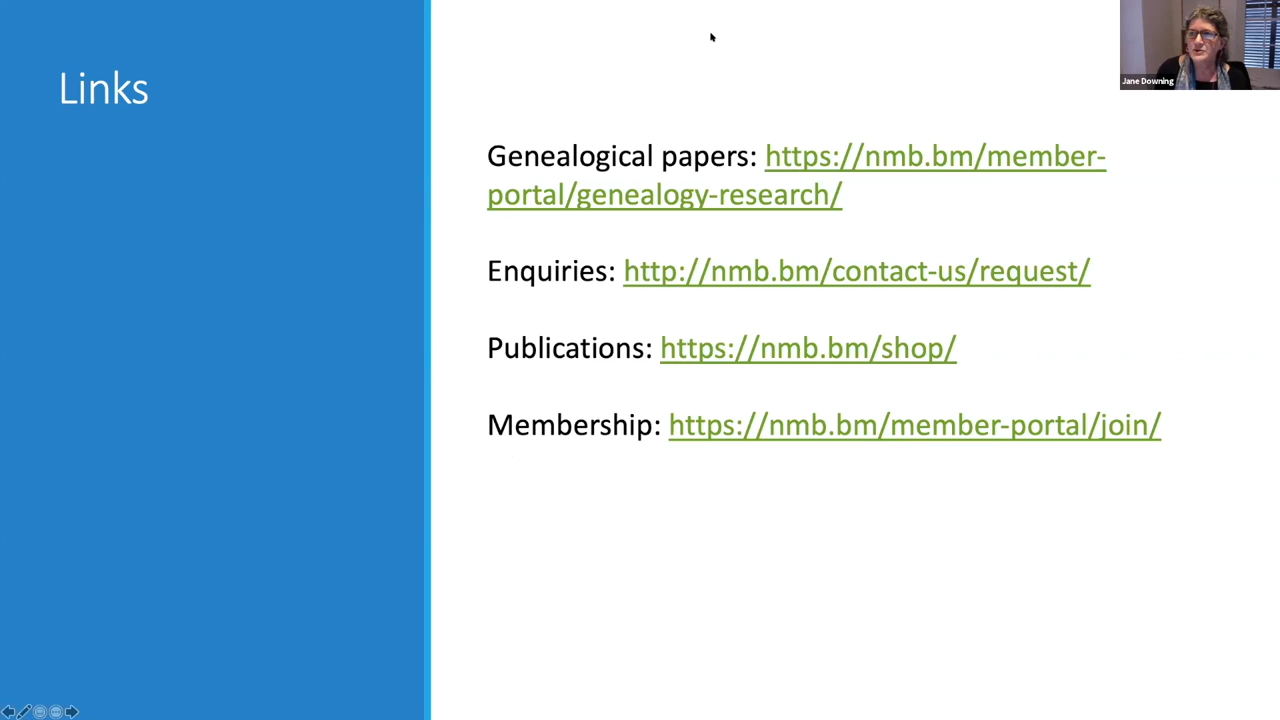 Links
Jane Downing
Genealogical papers: https://nmb.bm/member-
portal/genealogy-research/
Enquiries: http://nmb.bm/contact-us/request/
Publications: https://nmb.bm/shop/
Membership: https://nmb.bm/member-portal/join/